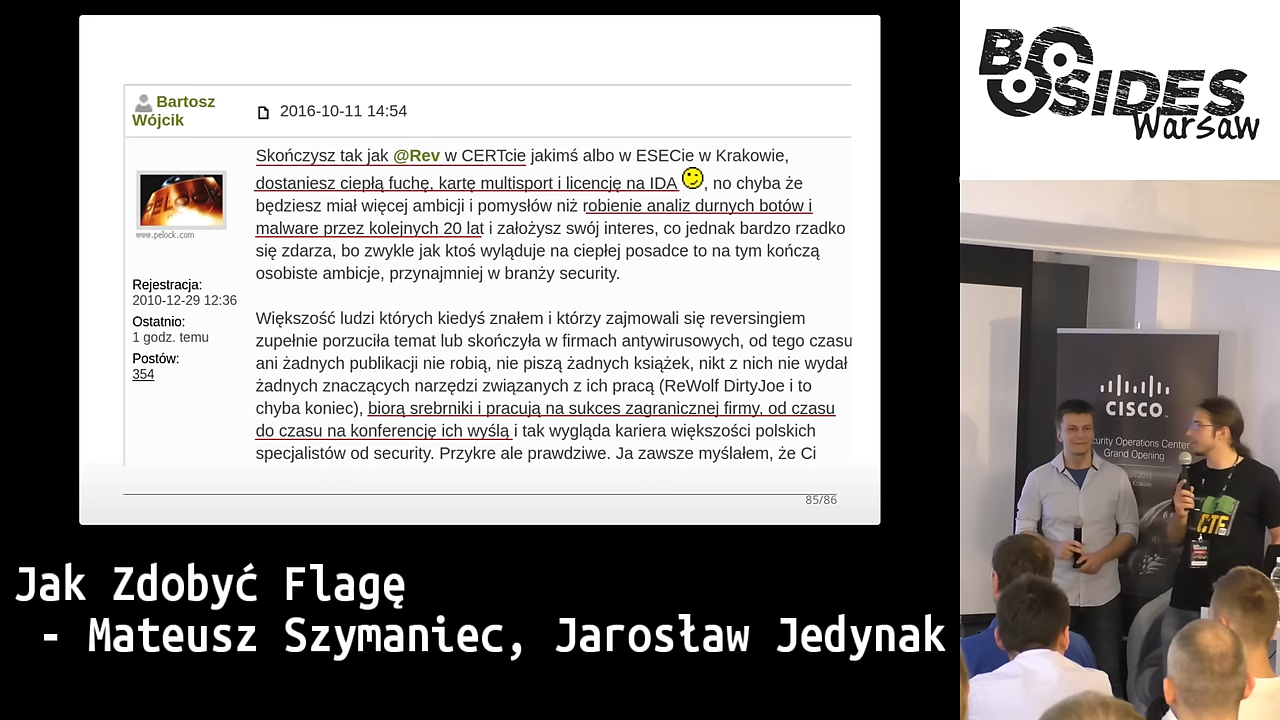 Bartosz
Wójcik
2016-10-11 14:54
Skończysz tak jak @Rev w CERTcie jakimś albo w ESECie w Krakowie,
dostaniesz ciepłą fuchę, kartę multisport i licencję na IDA , no chyba że
będziesz miał więcej ambicji i pomysłów niż robienie analiz durnych botów i
malware przez kolejnych 20 lat i założysz swój interes, co jednak bardzo rzadko
się zdarza, bo zwykle jak ktoś wyląduje na ciepłej posadce to na tym kończą
osobiste ambicje, przynajmniej w branży security.
PELOCK
www.pelock.com
Rejestracja:
2010-12-29 12:36
Ostatnio:
1 godz. temu
Postów:
354
Większość ludzi których kiedyś znałem i którzy zajmowali się reversingiem
zupełnie porzuciła temat lub skończyła w firmach antywirusowych, od tego czasu
ani żadnych publikacji nie robią, nie piszą żadnych książek, nikt z nich nie wydał
żadnych znaczących narzędzi związanych z ich pracą (ReWolf DirtyJoe i to
chyba koniec), biorą srebrniki i pracują na sukces zagranicznej firmy, od czasu
do czasu na konferencję ich wyślą i tak wygląda kariera większości polskich
specjalistów od security. Przykre ale prawdziwe. Ja zawsze myślałem, że Ci
85/86
Jak Zdobyć Flagę
- Mateusz Szymaniec, Jarosław Jedynak
BSIDES
Warsaw
CISCO
curity Operations Center
Grand Opening
CTF